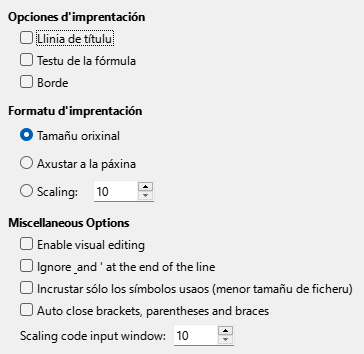 Opciones d'imprentación
Llinia de títulu
Testu de la fórmula
Borde
Formatu d'imprentación
Tamañu orixinal
Axustar a la páxina
Scaling: 10
Miscellaneous Options
Enable visual editing
Ignore _and ' at the end of the line
Incrustar sólo los símbolos usaos (menor tamañu de ficheru)
Auto close brackets, parentheses and braces
Scaling code input window: 10